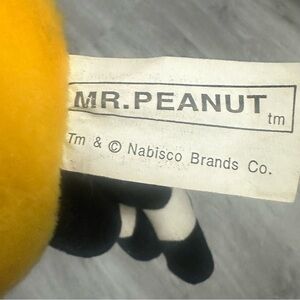 MR.PEANUT tm
Tm & © Nabisco Brands Co.